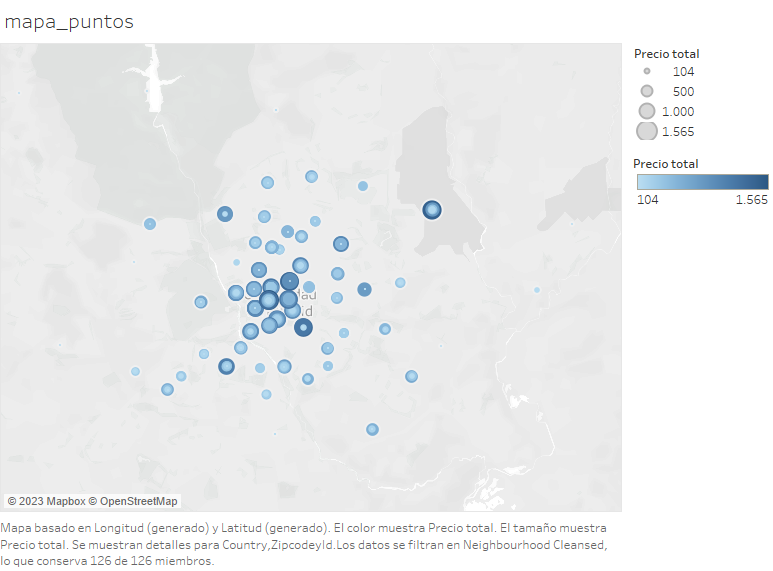 mapa_puntos
Precio total
104
500
1.000
1.565
Precio total
104 1.565
© 2023 Mapbox © OpenStreetMap
Mapa basado en Longitud (generado) y Latitud (generado). El color muestra Precio total. El tamaño muestra
Precio total. Se muestran detalles para Country,ZipcodeyId.Los datos se filtran en Neighbourhood Cleansed,
lo que conserva 126 de 126 miembros.